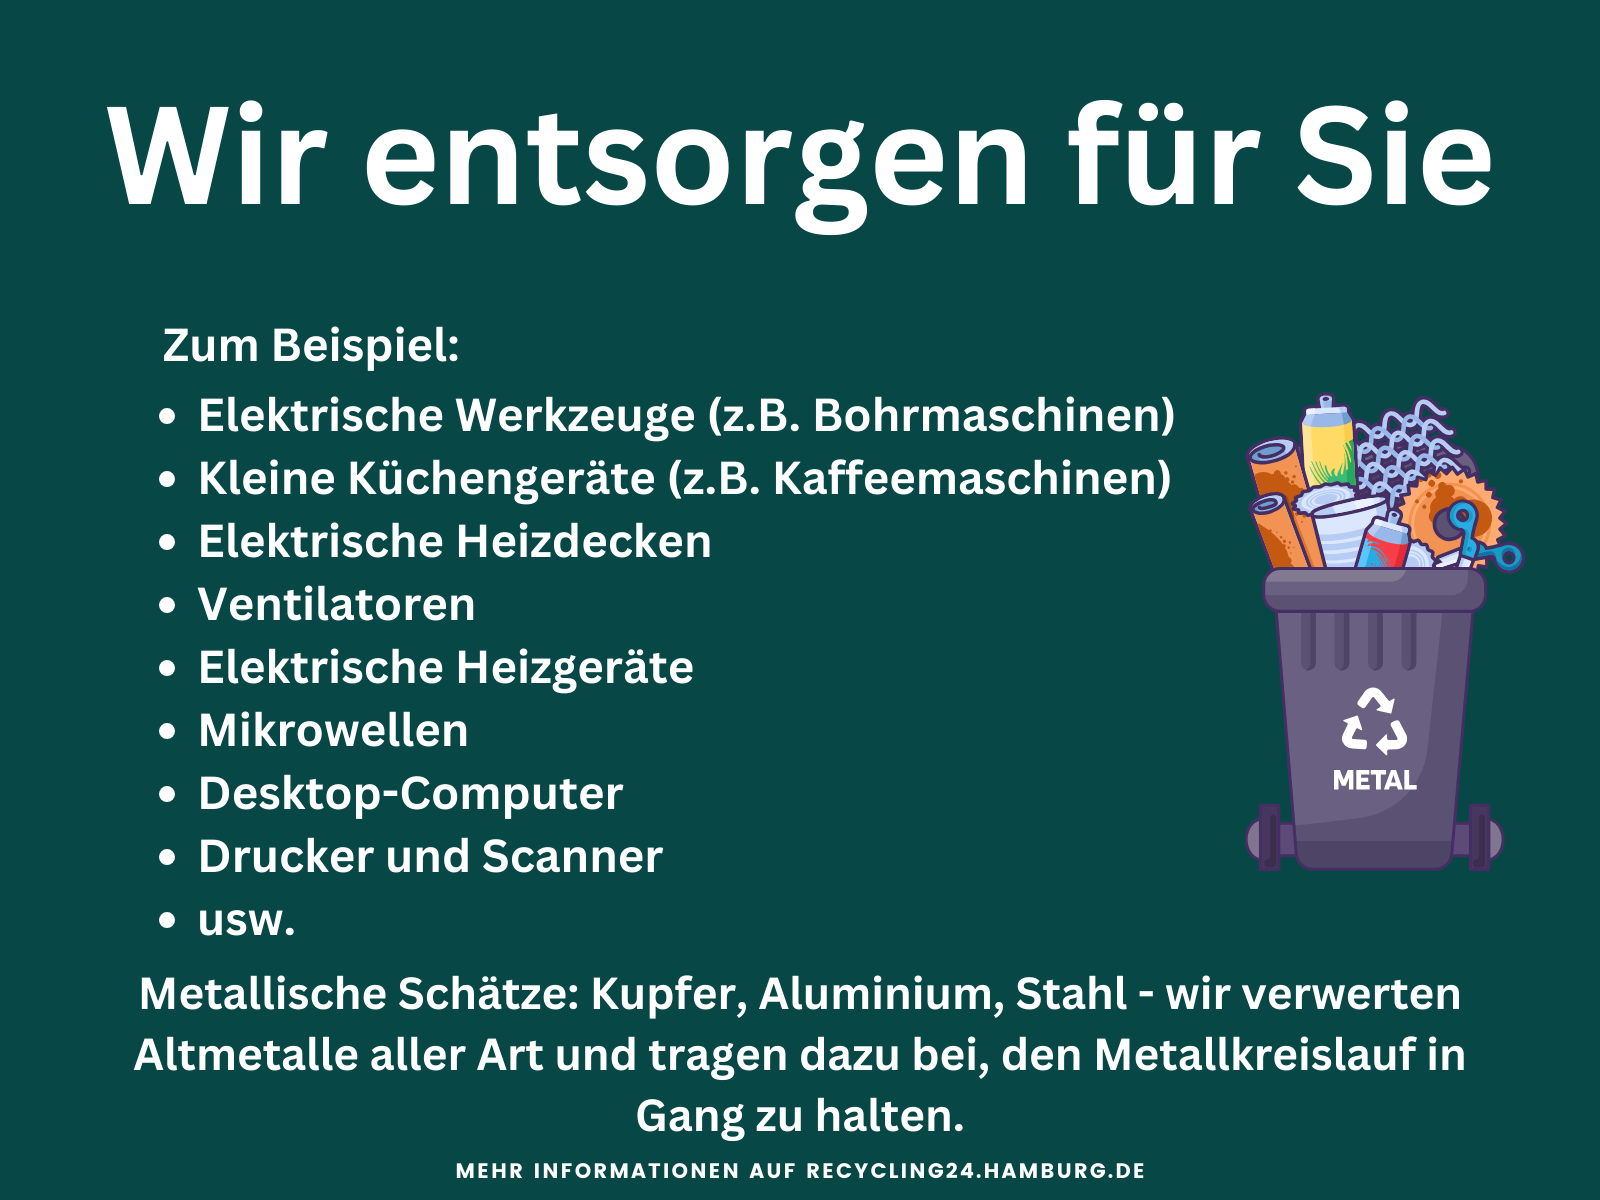 Wir entsorgen für Sie
Zum Beispiel:
• Elektrische Werkzeuge (z.B. Bohrmaschinen)
• Kleine Küchengeräte (z.B. Kaffeemaschinen)
• Elektrische Heizdecken
• Ventilatoren
• Elektrische Heizgeräte
• Mikrowellen
• Desktop-Computer
• Drucker und Scanner
• usw.
METAL
Metallische Schätze: Kupfer, Aluminium, Stahl - wir verwerten
Altmetalle aller Art und tragen dazu bei, den Metallkreislauf in
Gang zu halten.
MEHR INFORMATIONEN AUF RECYCLING24.HAMBURG.DE